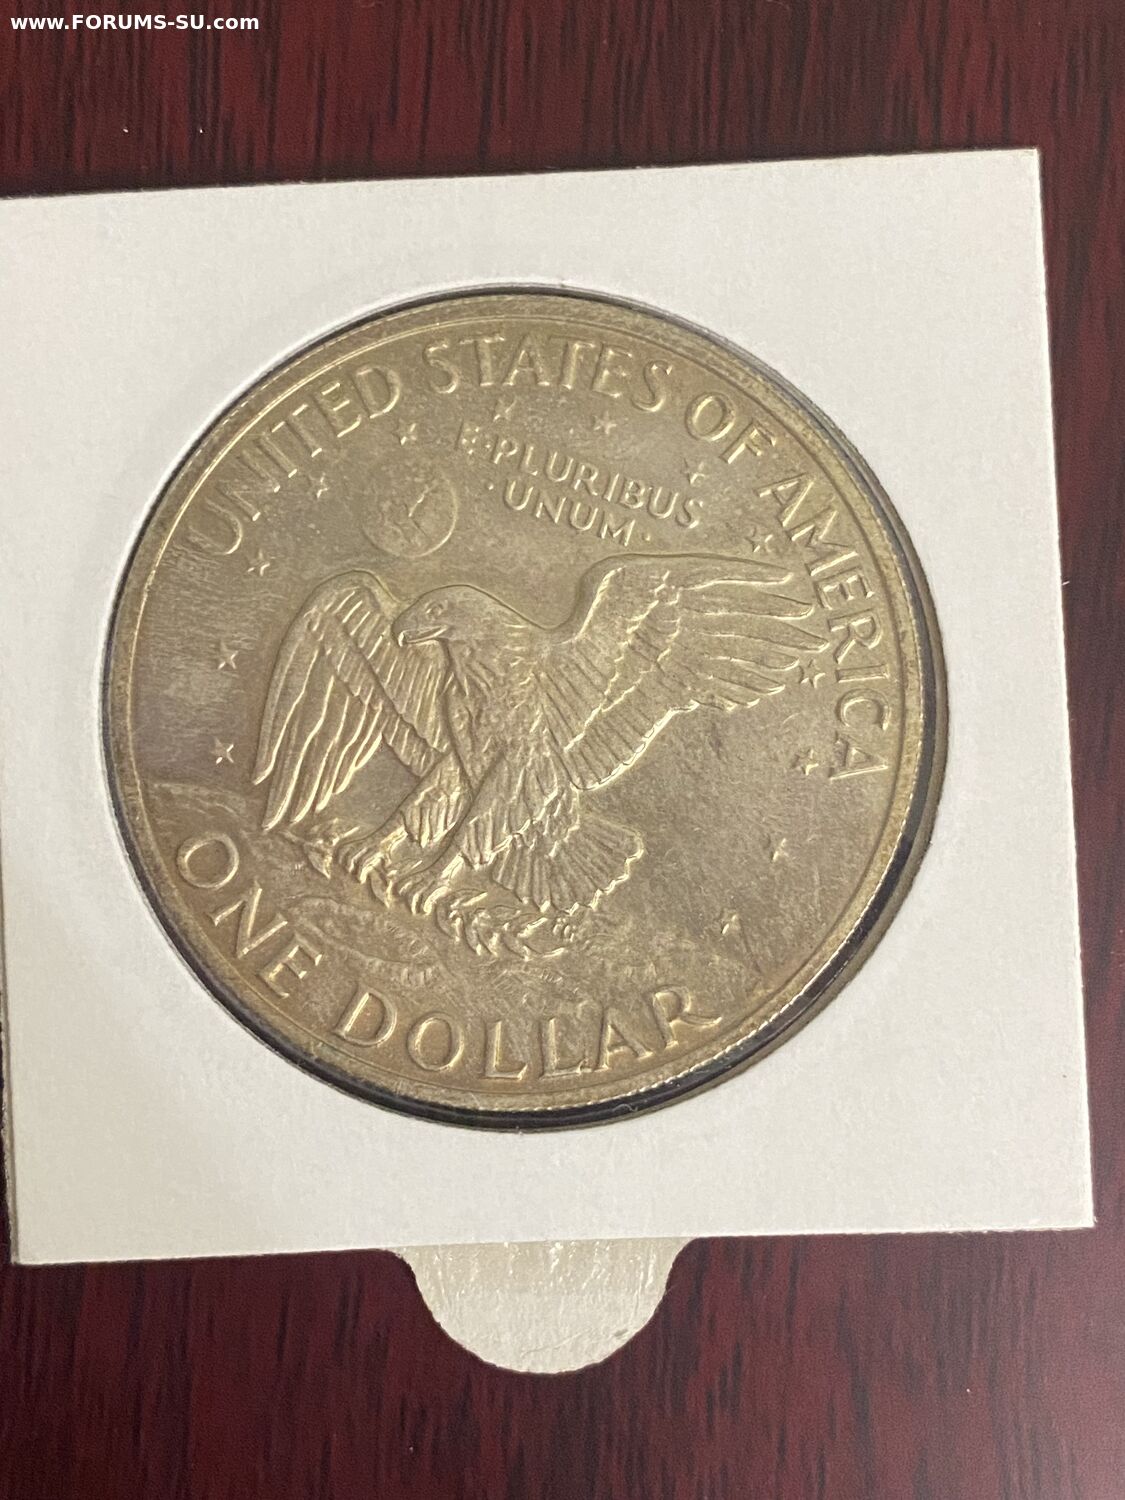 www.FORUMS-SU.com
UNITED STATES OF AMERICA
E·PLURIBUS
·UNUM·
ONE DOLLAR